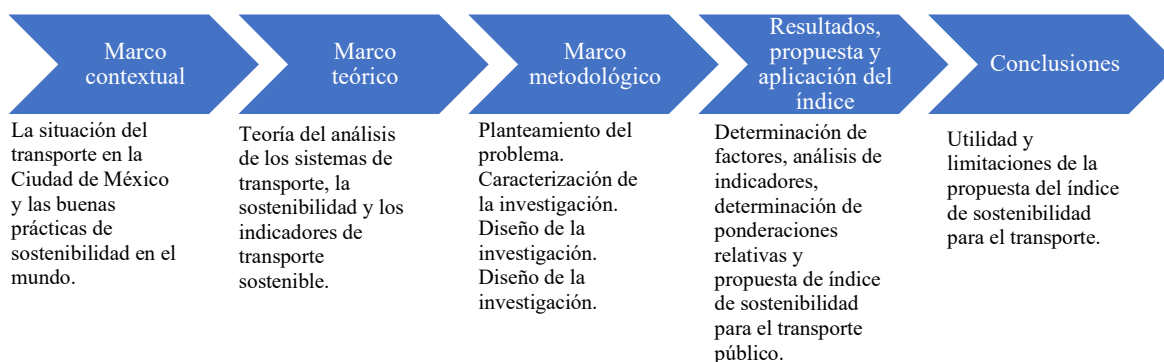 Marco
contextual
La situación del
transporte en la
Ciudad de México
y las buenas
prácticas de
sostenibilidad en el
mundo.
Marco
teórico
Teoría del análisis
de los sistemas de
transporte, la
sostenibilidad y los
indicadores de
transporte
sostenible.
Marco
metodológico
Planteamiento del
problema.
Caracterización de
la investigación.
Diseño de la
investigación.
Diseño de la
investigación.
Resultados,
propuesta y
aplicación del
índice
Determinación de
factores, análisis de
indicadores,
determinación de
ponderaciones
relativas y
propuesta de índice
de sostenibilidad
para el transporte
público.
Conclusiones
Utilidad y
limitaciones de la
propuesta del índice
de sostenibilidad
para el transporte.